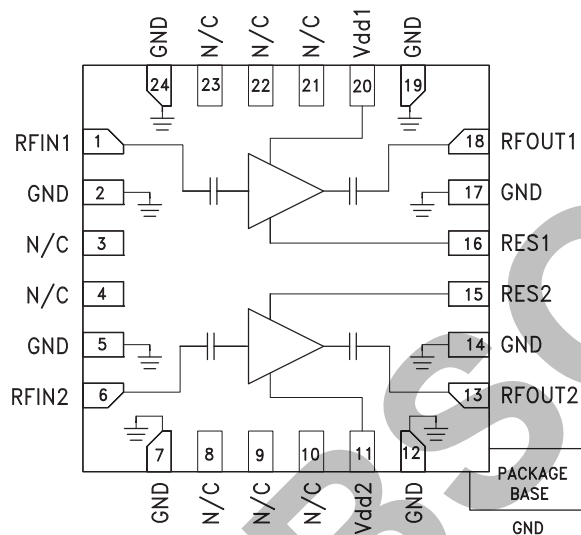 GND
N/C
N/C
N/C
Vdd1
GND
24
23
22
21
20
19
RFIN1
1
18
RFOUT1
GND
2
17
GND
N/C
3
16
RES1
N/C
4
15
RES2
GND
5
14
GND
RFIN2
6
13
RFOUT2
7
8
9
10
11
12
GND
N/C
N/C
N/C
Vdd2
GND
PACKAGE
BASE
GND